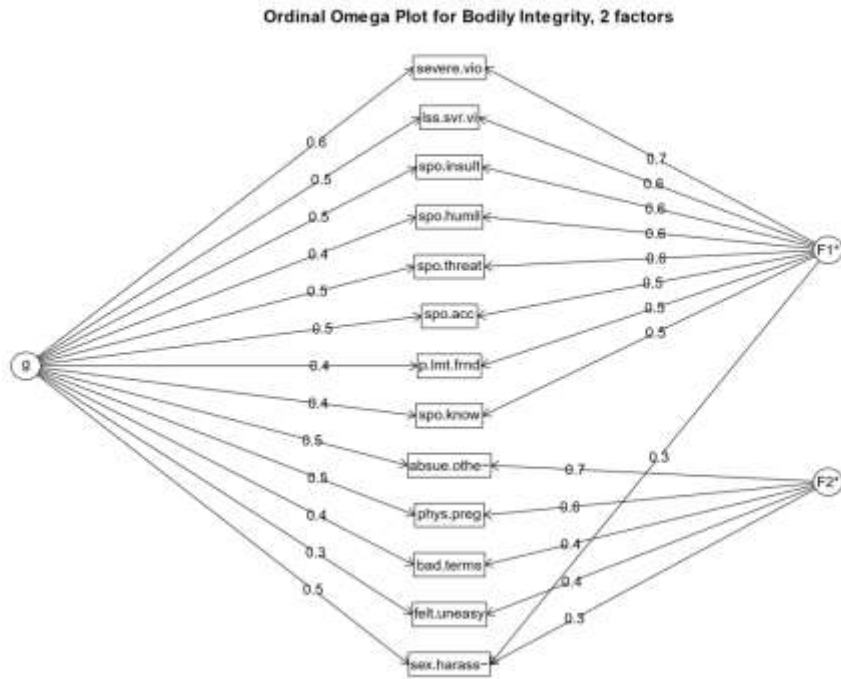 Ordinal Omega Plot for Bodily Integrity, 2 factors
severe.vio
lss.svr.vi
spo.insult
spo.humil
spo.threat
spo.acc
p.lmt.frnd
spo.know
absue.othe
phys.preg
bad.terms
felt.uneasy
sex.harass
g
0.6
0.5
0.5
0.4
0.5
0.5
0.4
0.4
0.5
0.5
0.4
0.3
0.5
F1*
0.7
0.6
0.6
0.6
0.6
0.5
0.5
0.5
0.3
F2*
0.7
0.6
0.4
0.4
0.3